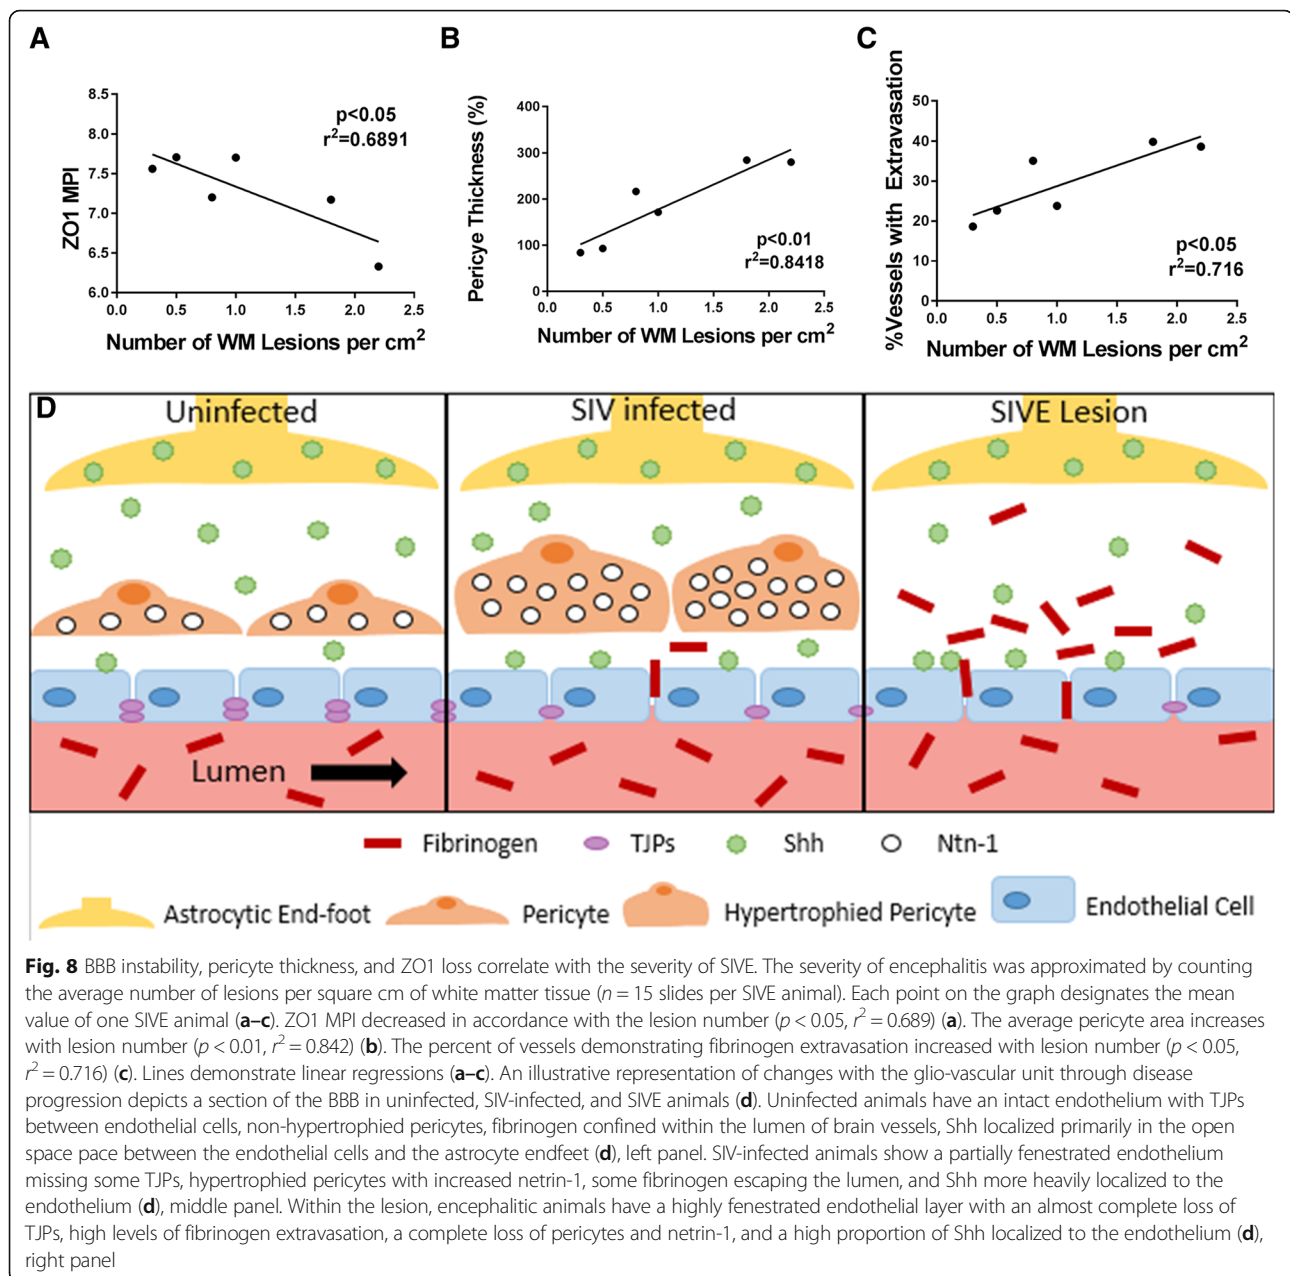 A
B
C
8.5
8.0
7.5
7.0
6.5
6.0
ZO1 MPI
p<0.05
r²=0.6891
0.0 0.5 1.0 1.5 2.0 2.5
Number of WM Lesions per cm²
400
300
200
100
0
Pericye Thickness (%)
p<0.01
r²=0.8418
0.0 0.5 1.0 1.5 2.0 2.5
Number of WM Lesions per cm²
50
40
30
20
10
0
%Vessels with Extravasation
p<0.05
r²=0.716
0.0 0.5 1.0 1.5 2.0 2.5
Number of WM Lesions per cm²
D
Uninfected
SIV infected
SIVE Lesion
Lumen
Fibrinogen TJPs Shh Ntn-1
Astrocytic End-foot Pericyte Hypertrophied Pericyte Endothelial Cell
Fig. 8 BBB instability, pericyte thickness, and ZO1 loss correlate with the severity of SIVE. The severity of encephalitis was approximated by counting
the average number of lesions per square cm of white matter tissue (n = 15 slides per SIVE animal). Each point on the graph designates the mean
value of one SIVE animal (a–c). ZO1 MPI decreased in accordance with the lesion number (p < 0.05, r² = 0.689) (a). The average pericyte area increases
with lesion number (p < 0.01, r² = 0.842) (b). The percent of vessels demonstrating fibrinogen extravasation increased with lesion number (p < 0.05,
r² = 0.716) (c). Lines demonstrate linear regressions (a–c). An illustrative representation of changes with the glio-vascular unit through disease
progression depicts a section of the BBB in uninfected, SIV-infected, and SIVE animals (d). Uninfected animals have an intact endothelium with TJPs
between endothelial cells, non-hypertrophied pericytes, fibrinogen confined within the lumen of brain vessels, Shh localized primarily in the open
space pace between the endothelial cells and the astrocyte endfeet (d), left panel. SIV-infected animals show a partially fenestrated endothelium
missing some TJPs, hypertrophied pericytes with increased netrin-1, some fibrinogen escaping the lumen, and Shh more heavily localized to the
endothelium (d), middle panel. Within the lesion, encephalitic animals have a highly fenestrated endothelial layer with an almost complete loss of
TJPs, high levels of fibrinogen extravasation, a complete loss of pericytes and netrin-1, and a high proportion of Shh localized to the endothelium (d),
right panel